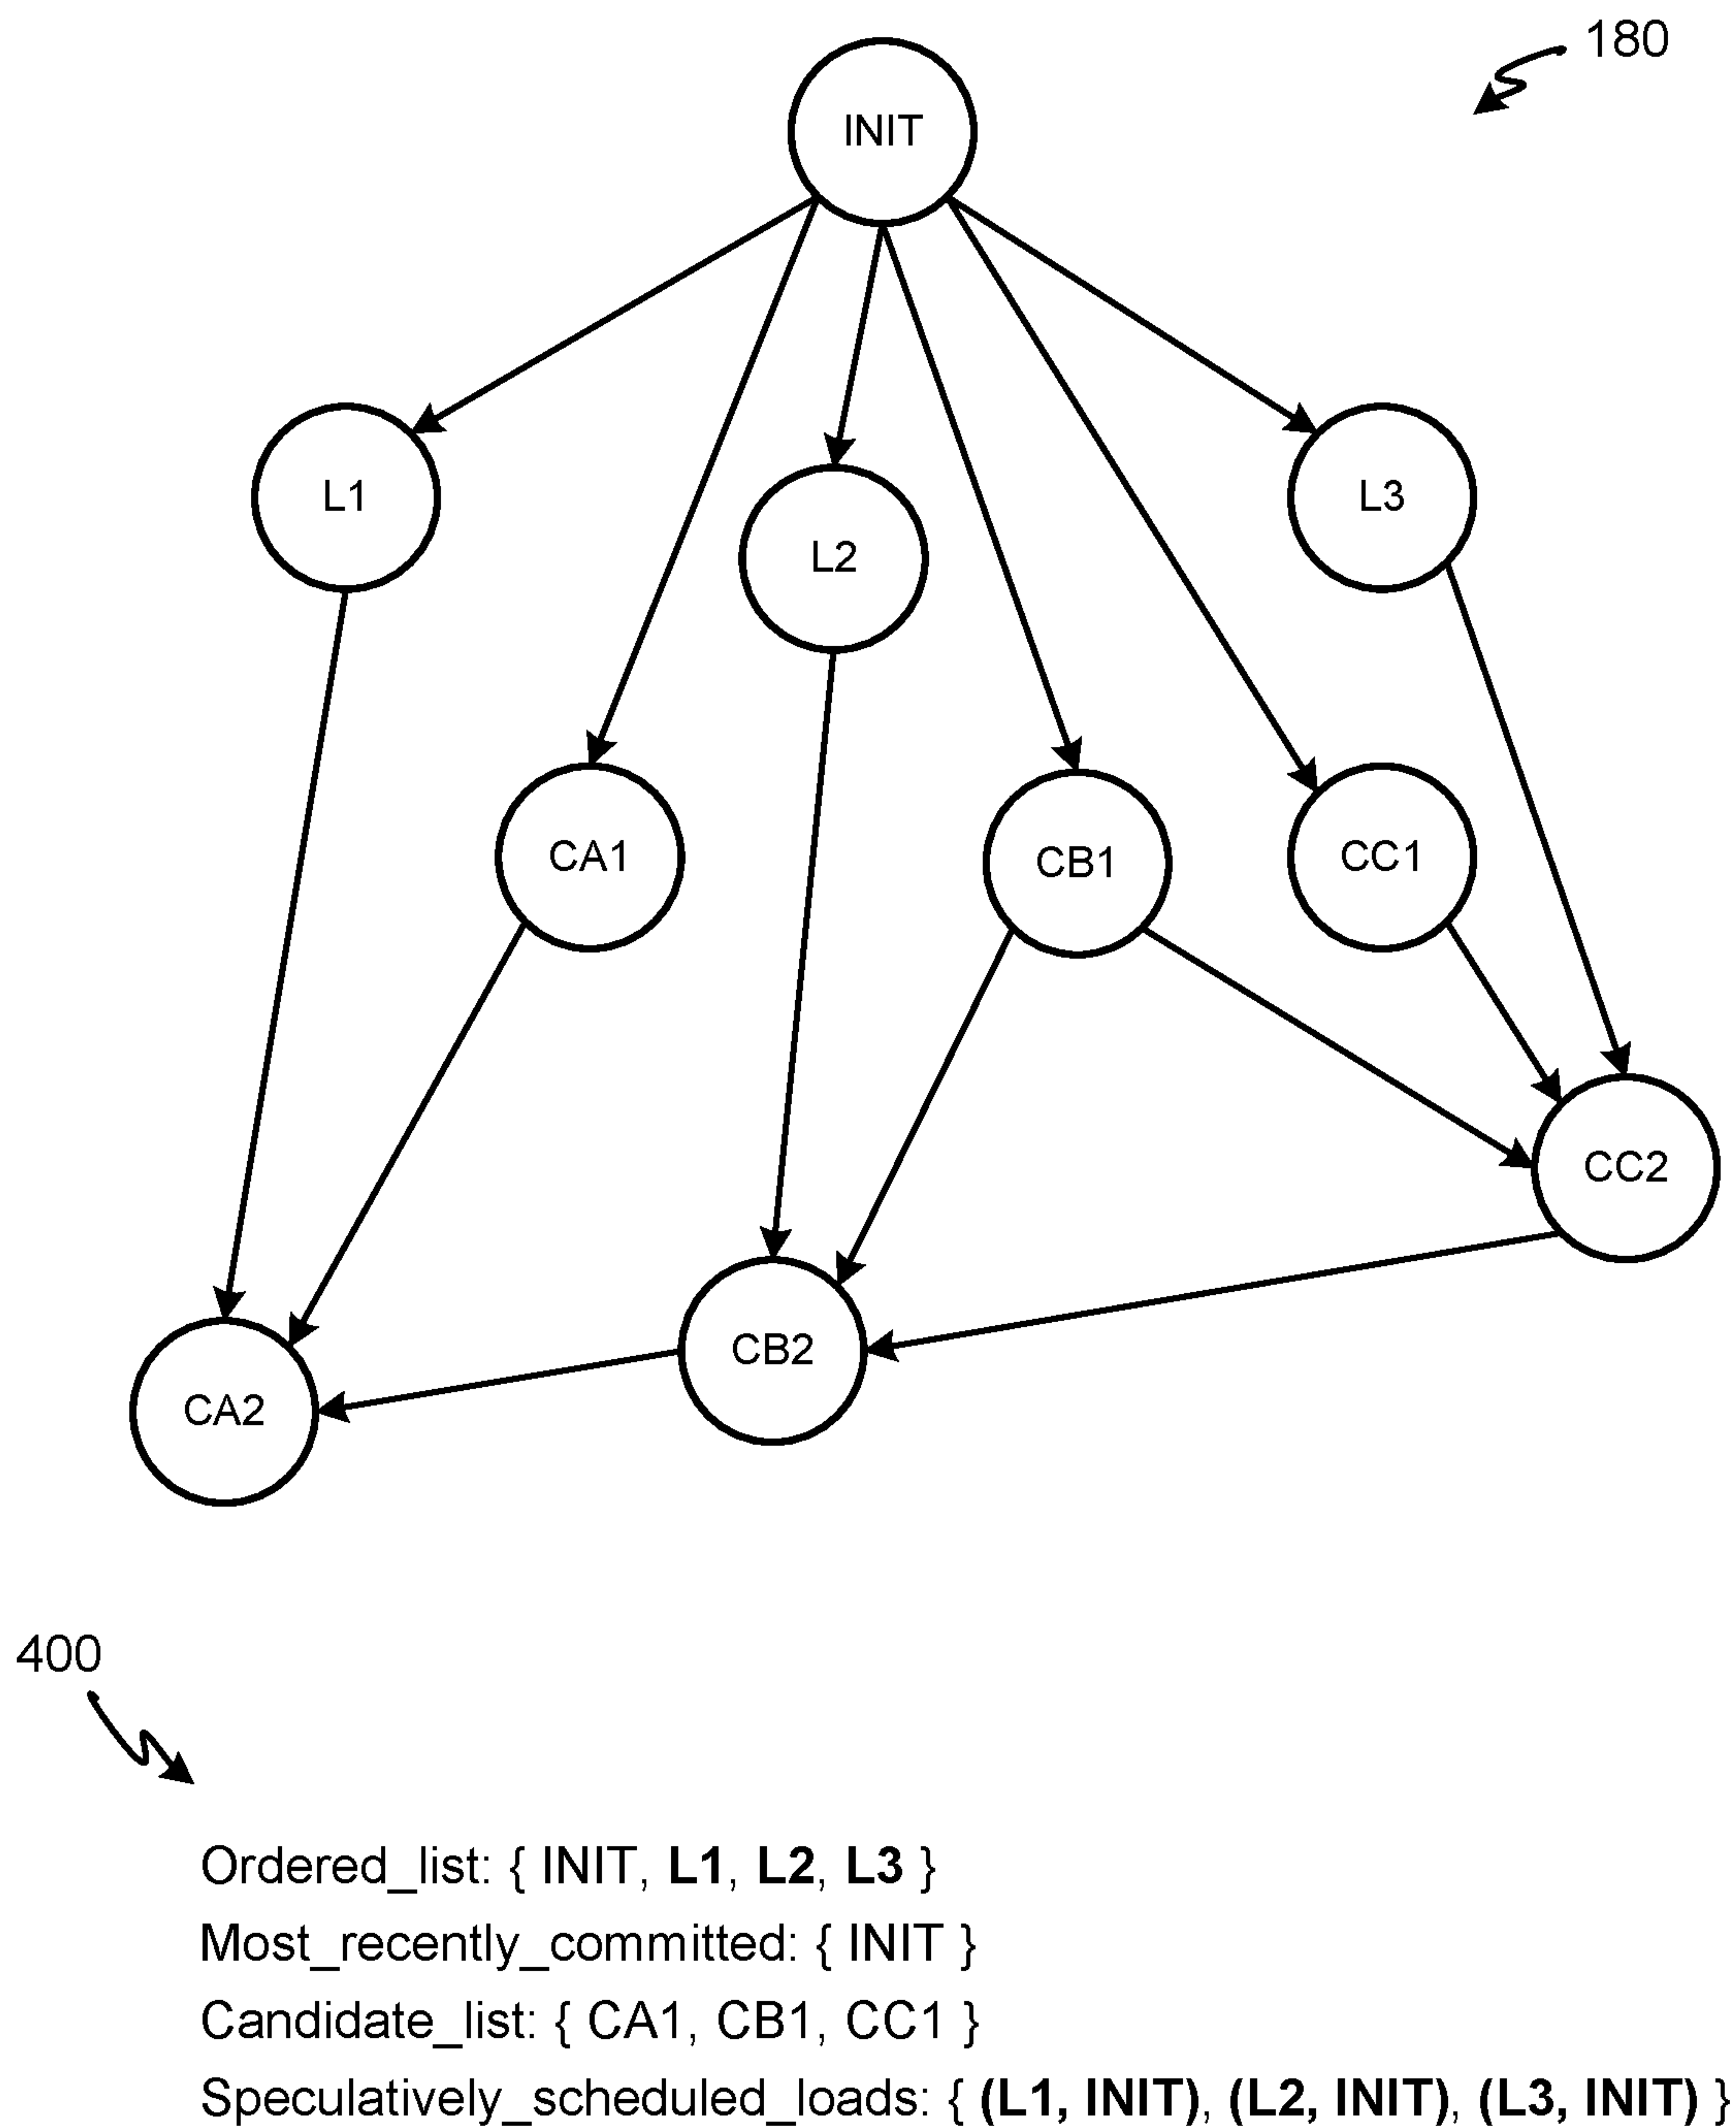 180
INIT
L1
L3
L2
CA1
CB1
CC1
CC2
CB2
CA2
400
Ordered_list: { INIT, L1, L2, L3 }
Most_recently_committed: { INIT }
Candidate_list: { CA1, CB1, CC1 }
Speculatively_scheduled_loads: { (L1, INIT), (L2, INIT), (L3, INIT) }